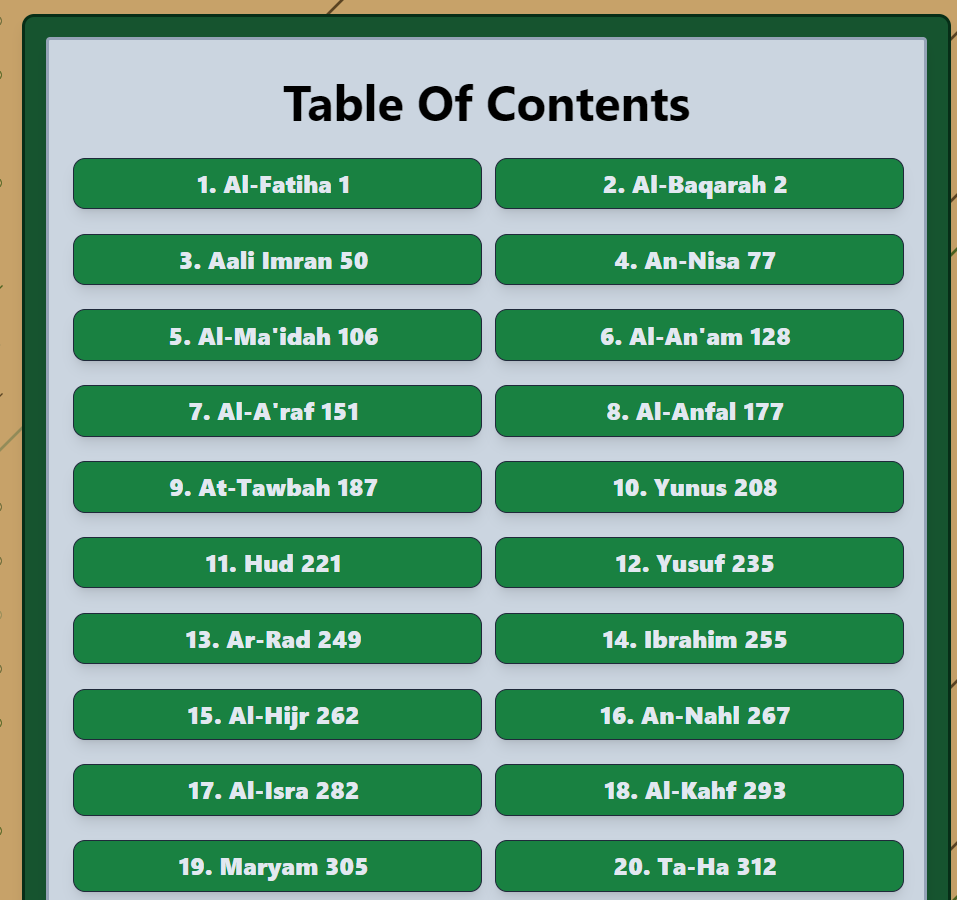 Table Of Contents
1. Al-Fatiha 1
2. Al-Baqarah 2
3. Aali Imran 50
4. An-Nisa 77
5. Al-Ma'idah 106
6. Al-An'am 128
7. Al-A'raf 151
8. Al-Anfal 177
9. At-Tawbah 187
10. Yunus 208
11. Hud 221
12. Yusuf 235
13. Ar-Rad 249
14. Ibrahim 255
15. Al-Hijr 262
16. An-Nahl 267
17. Al-Isra 282
18. Al-Kahf 293
19. Maryam 305
20. Ta-Ha 312